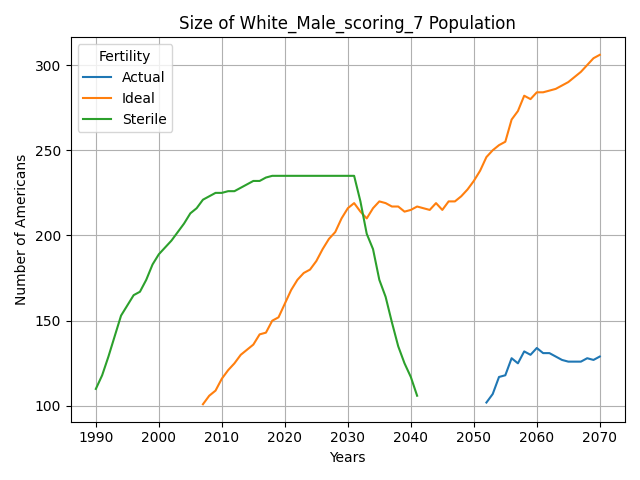 Size of White_Male_scoring_7 Population
Fertility
Actual
Ideal
Sterile
Number of Americans
300
250
200
150
100
1990 2000 2010 2020 2030 2040 2050 2060 2070
Years